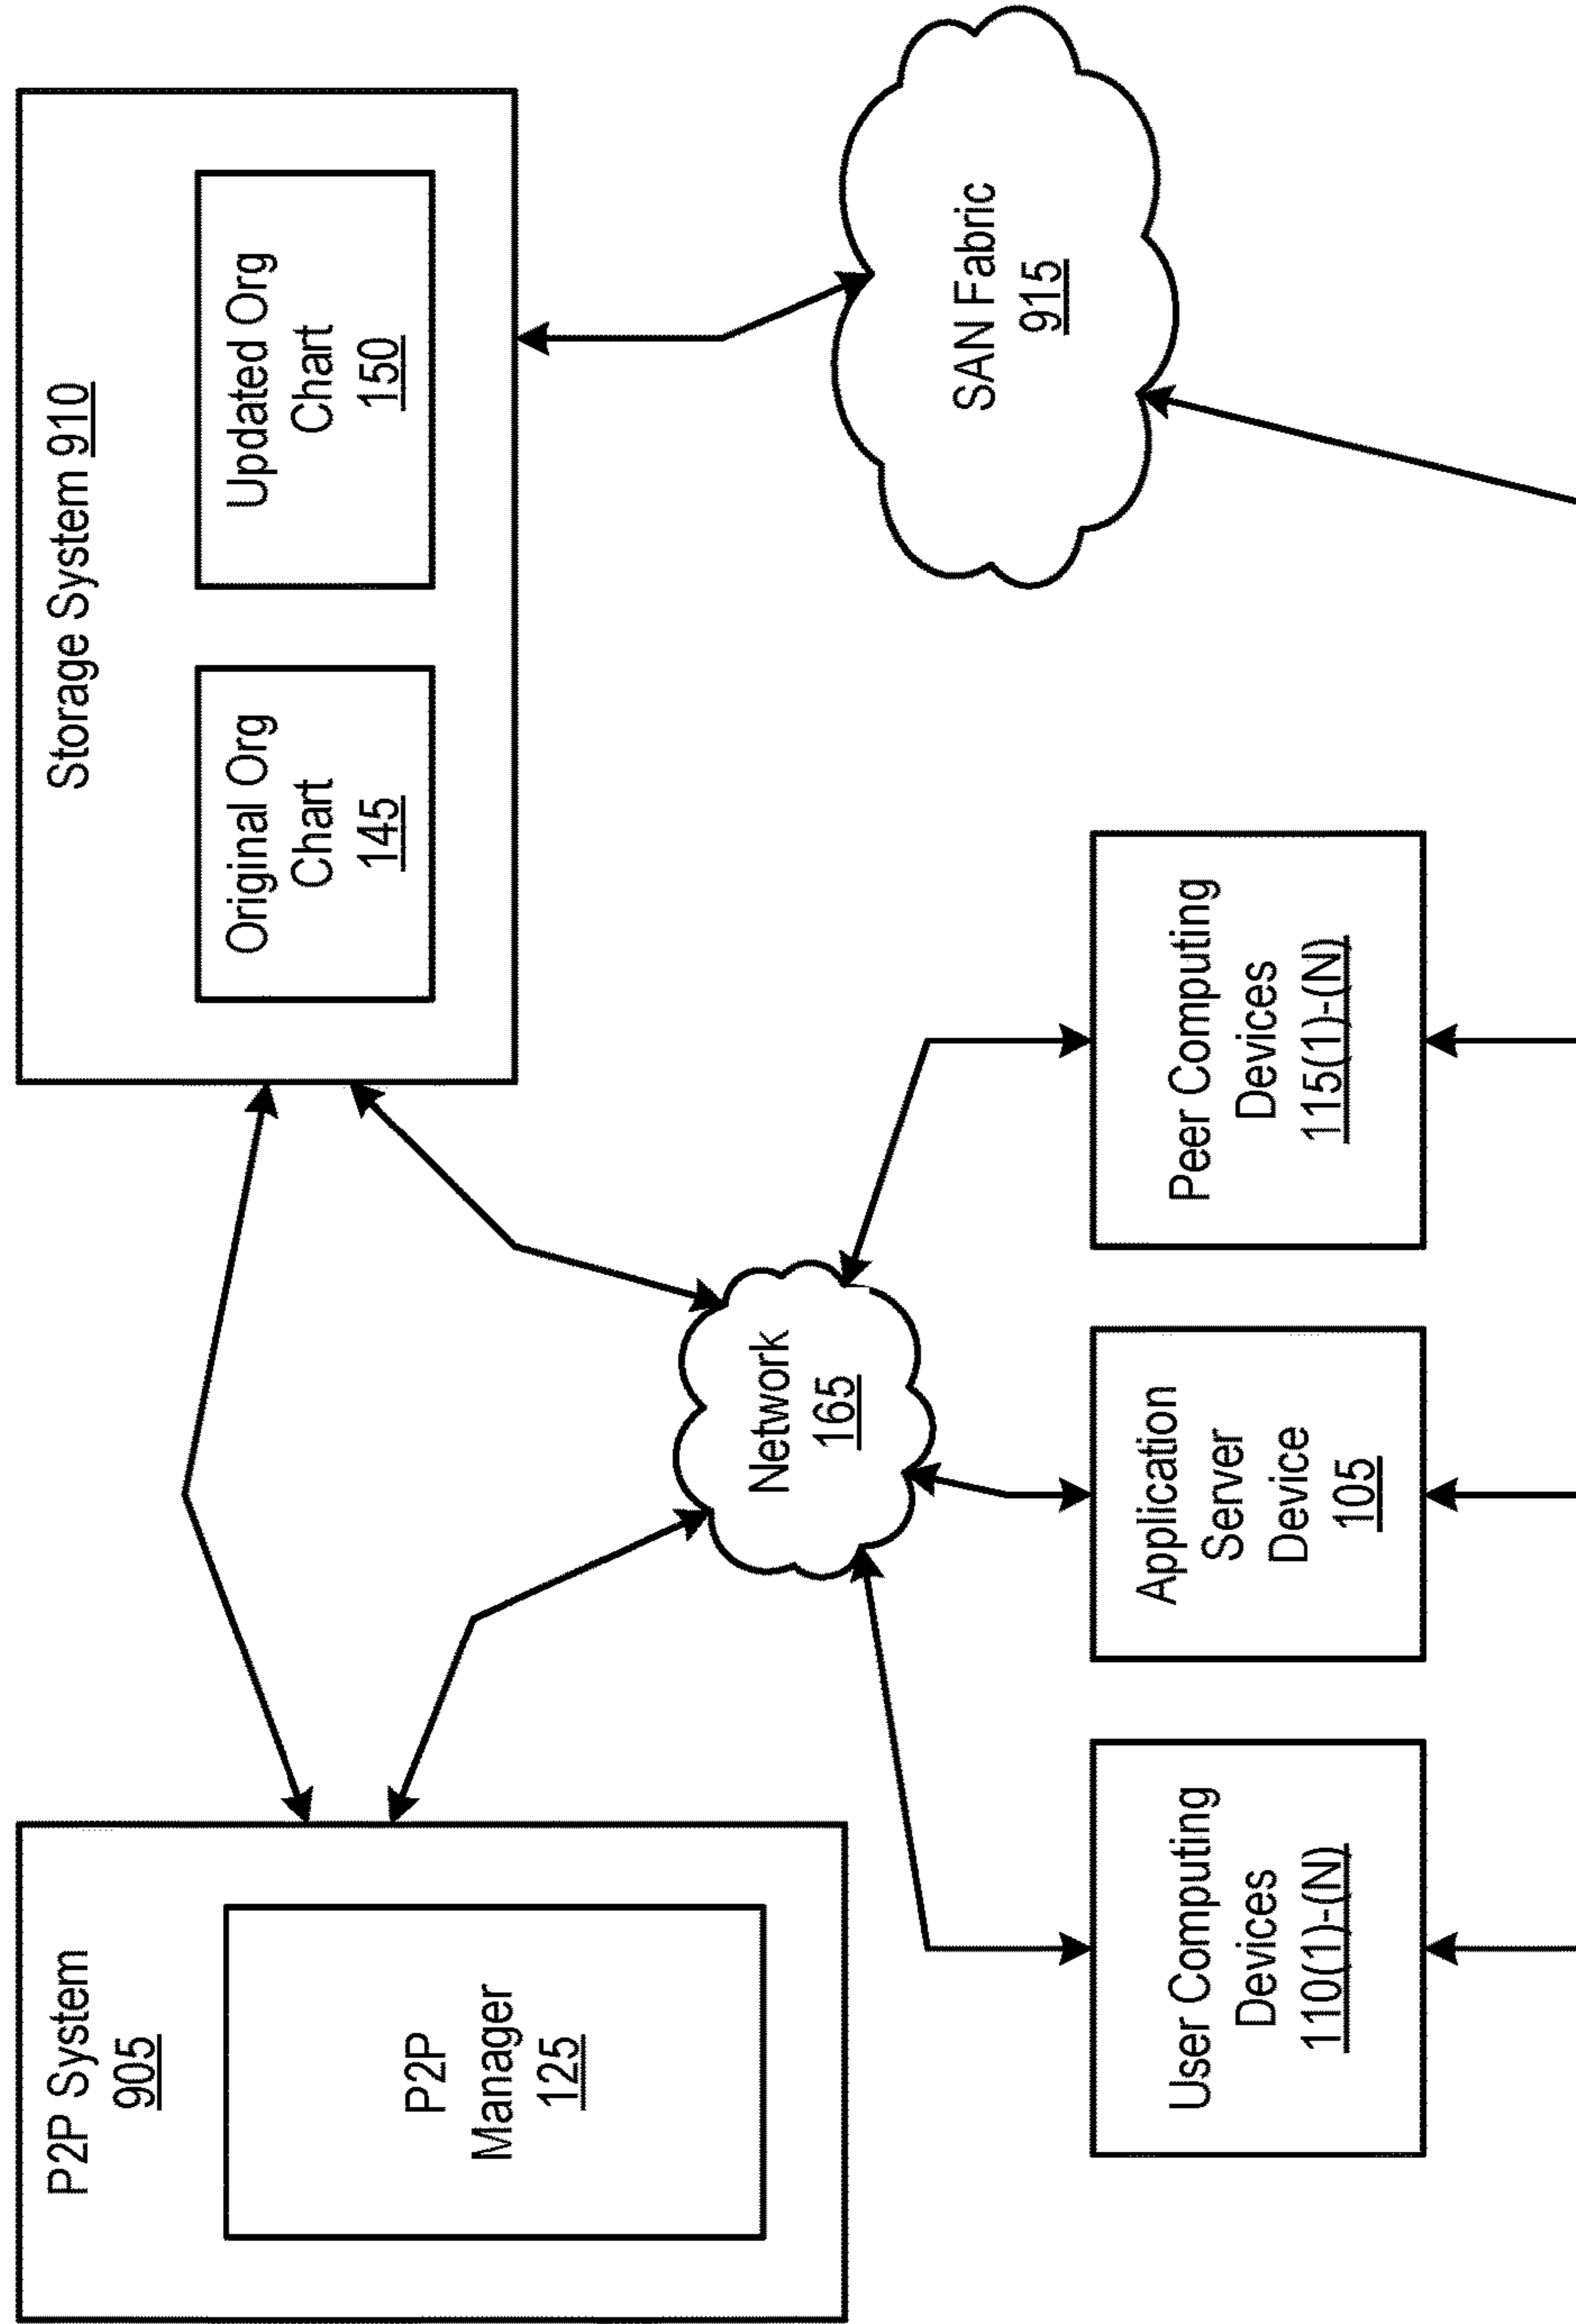 P2P System
905
P2P
Manager
125
Storage System 910
Original Org
Chart
145
Updated Org
Chart
150
Network
165
SAN Fabric
915
User Computing
Devices
110(1)-(N)
Application
Server
Device
105
Peer Computing
Devices
115(1)-(N)